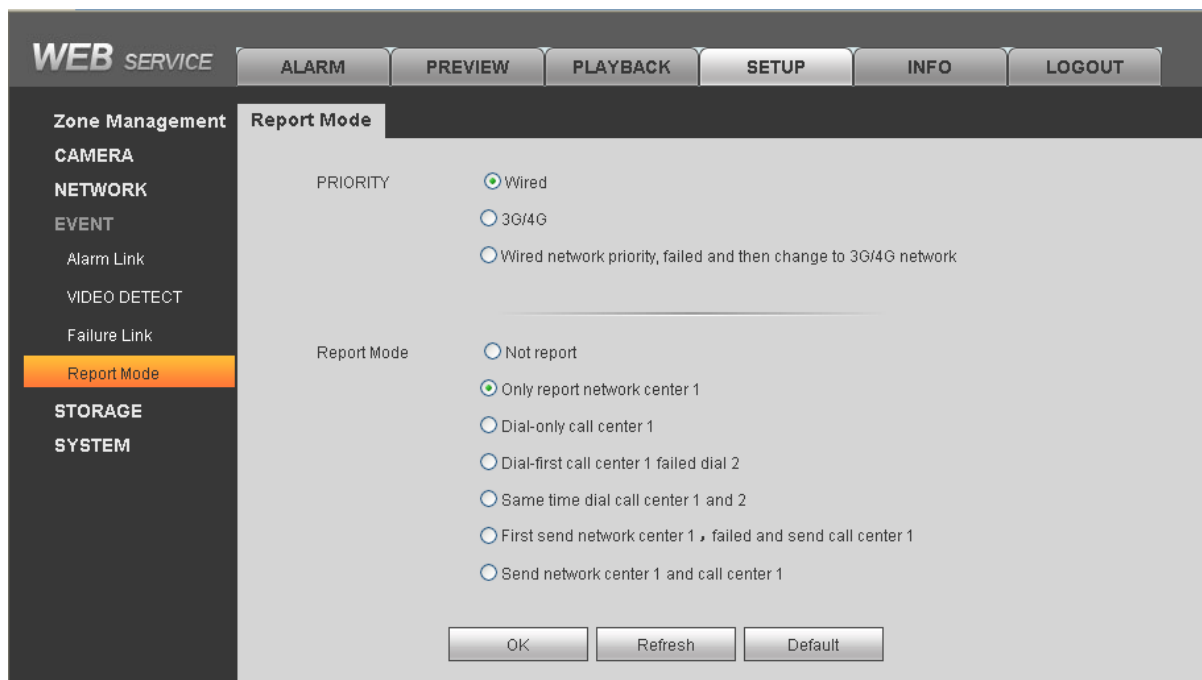 WEB SERVICE
ALARM PREVIEW PLAYBACK SETUP INFO LOGOUT
Zone Management
CAMERA
NETWORK
EVENT
Alarm Link
VIDEO DETECT
Failure Link
Report Mode
STORAGE
SYSTEM
Report Mode
PRIORITY
Wired
3G/4G
Wired network priority, failed and then change to 3G/4G network
Report Mode
Not report
Only report network center 1
Dial-only call center 1
Dial-first call center 1 failed dial 2
Same time dial call center 1 and 2
First send network center 1，failed and send call center 1
Send network center 1 and call center 1
OK Refresh Default